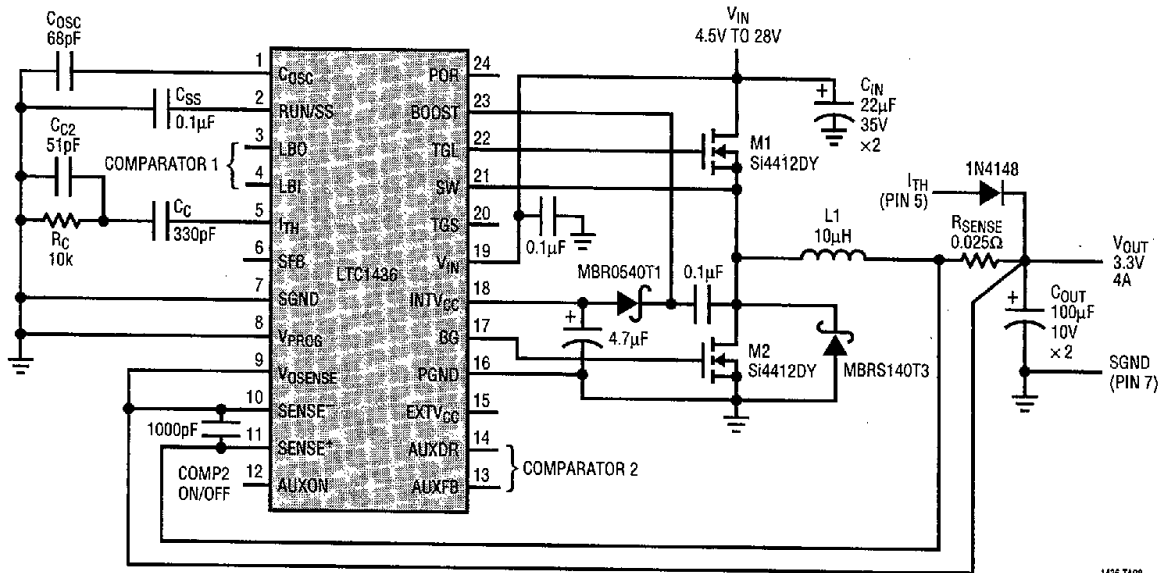 COSC
68pF
CSS
0.1µF
CC2
51pF
COMPARATOR 1
RC
10k
CC
330pF
1000pF
COMP2
ON/OFF
1
2
3
4
5
6
7
8
9
10
11
12
COSC
RUN/SS
LBO
LBI
ITH
SFB
SGND
VPROG
VOSENSE
SENSE–
SENSE+
AUXON
LTC1436
POR
BOOST
TGL
SW
TGS
VIN
INTVCC
BG
PGND
EXTVCC
AUXDR
AUXFB
24
23
22
21
20
19
18
17
16
15
14
13
COMPARATOR 2
VIN
4.5V TO 28V
+
CIN
22µF
35V
×2
M1
Si4412DY
0.1µF
MBR0540T1
0.1µF
+
4.7µF
M2
Si4412DY
MBRS140T3
L1
10µH
ITH
(PIN 5)
1N4148
RSENSE
0.025Ω
VOUT
3.3V
4A
+
COUT
100µF
10V
×2
SGND
(PIN 7)